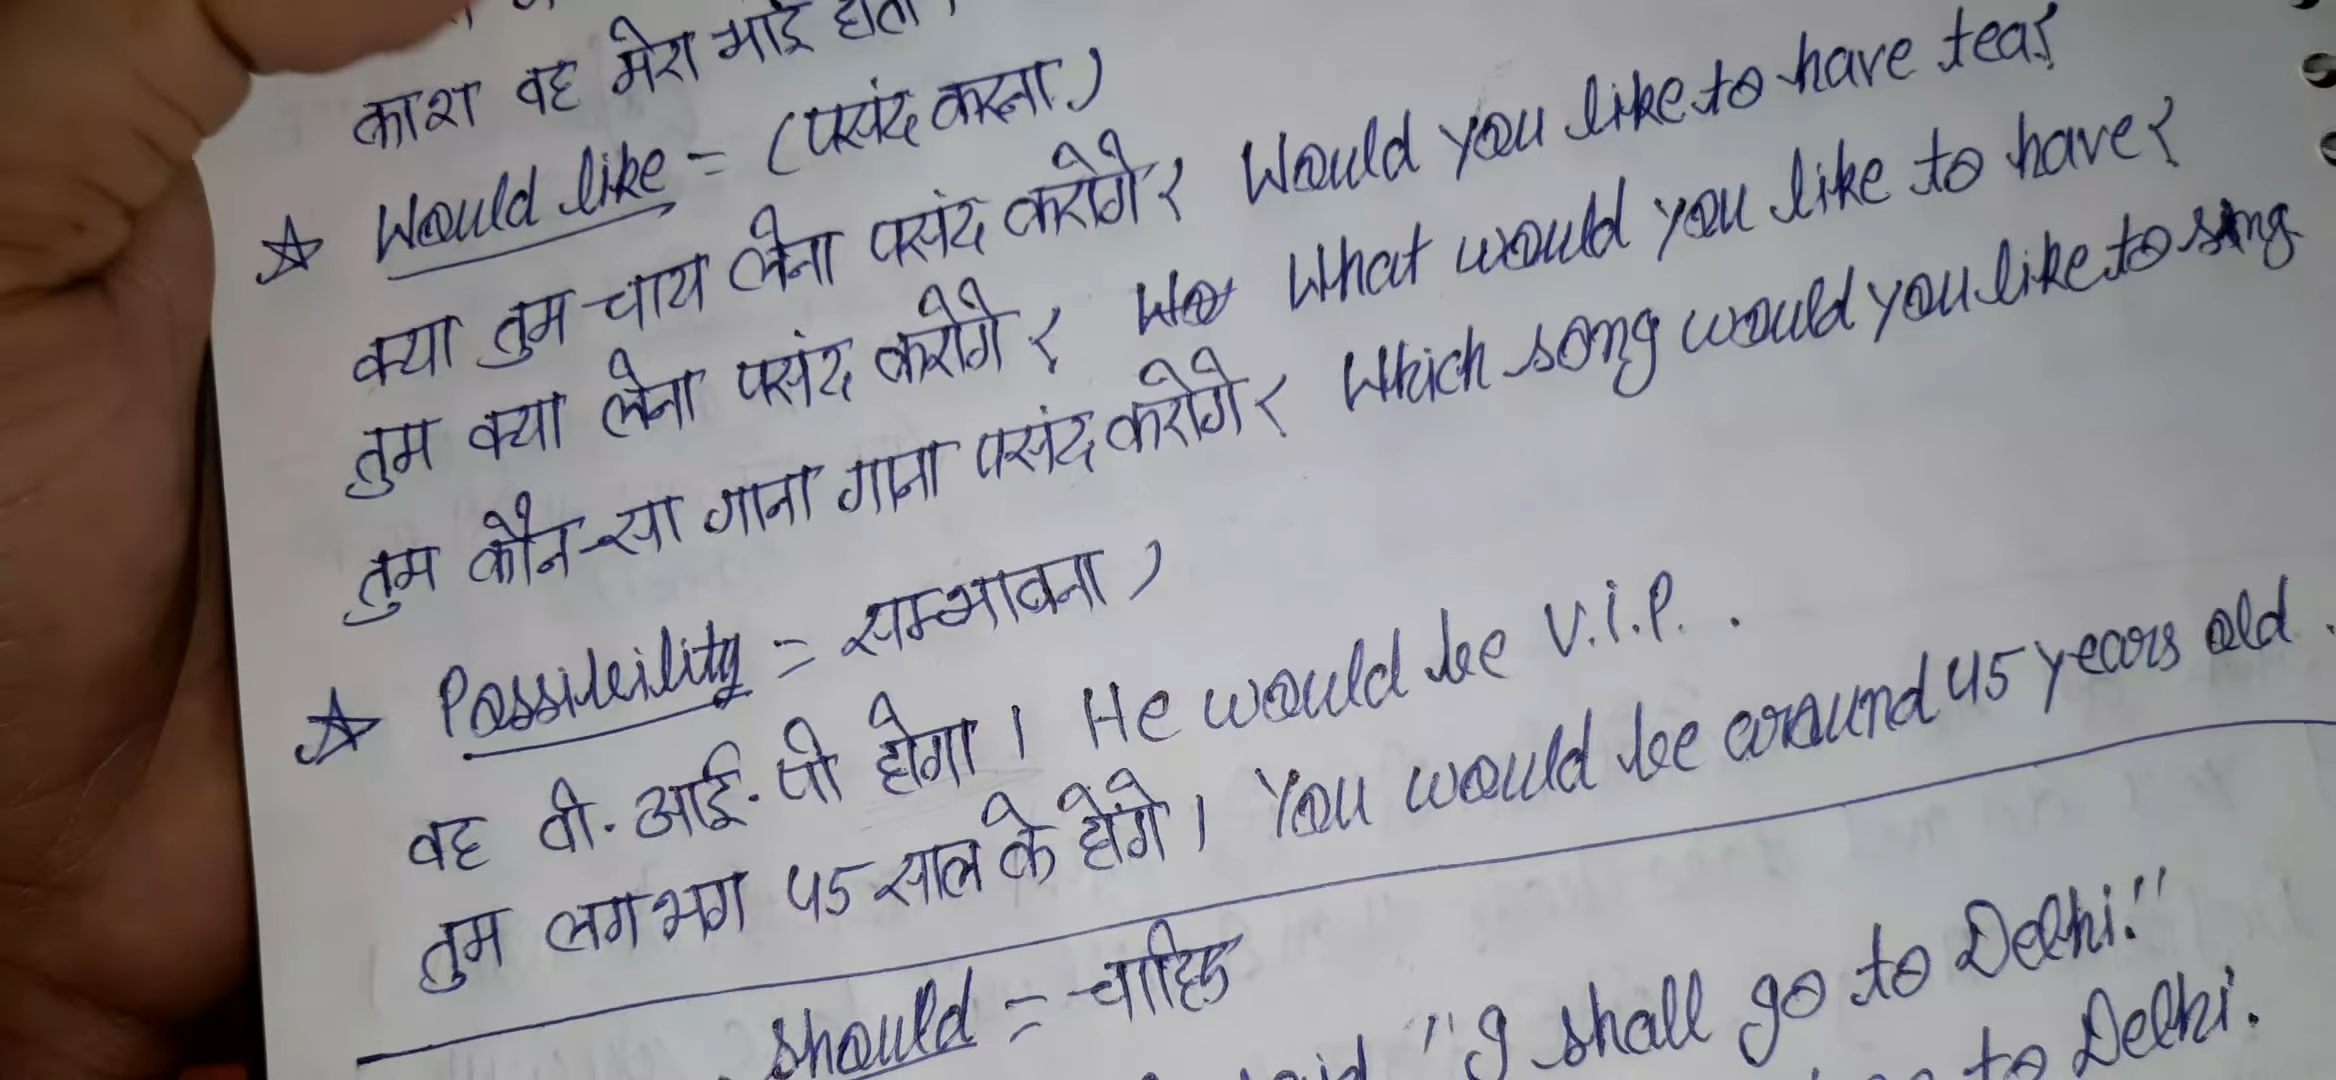 काश वह मेरा भाई होता
☆ Would like = (पसंद करना)
क्या तुम चाय लेना पसंद करोगे? Would you like to have tea?
तुम क्या लेना पसंद करोगे? What would you like to have?
तुम कौन-सा गाना गाना पसंद करोगे? Which song would you like to sing
☆ Possibility = सम्भावना)
वह वी. आई. पी होगा। He would be V.i.P. .
तुम लगभग 45 साल के होंगे। You would be around 45 years old.
should = चाहिए
"I shall go to Delhi."
to Delhi.